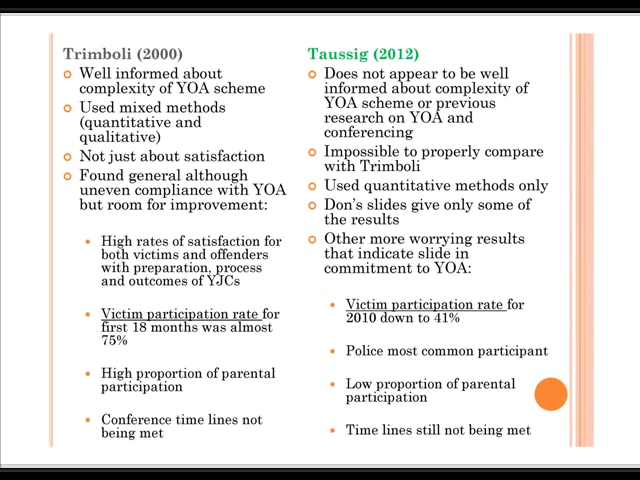 Trimboli (2000)
Well informed about
complexity of YOA scheme
Used mixed methods
(quantitative and
qualitative)
Not just about satisfaction
Found general although
uneven compliance with YOA
but room for improvement:
High rates of satisfaction for
both victims and offenders
with preparation, process
and outcomes of YJCs
Victim participation rate for
first 18 months was almost
75%
High proportion of parental
participation
Conference time lines not
being met
Taussig (2012)
Does not appear to be well
informed about complexity of
YOA scheme or previous
research on YOA and
conferencing
Impossible to properly compare
with Trimboli
Used quantitative methods only
Don's slides give only some of
the results
Other more worrying results
that indicate slide in
commitment to YOA:
Victim participation rate for
2010 down to 41%
Police most common participant
Low proportion of parental
participation
Time lines still not being met